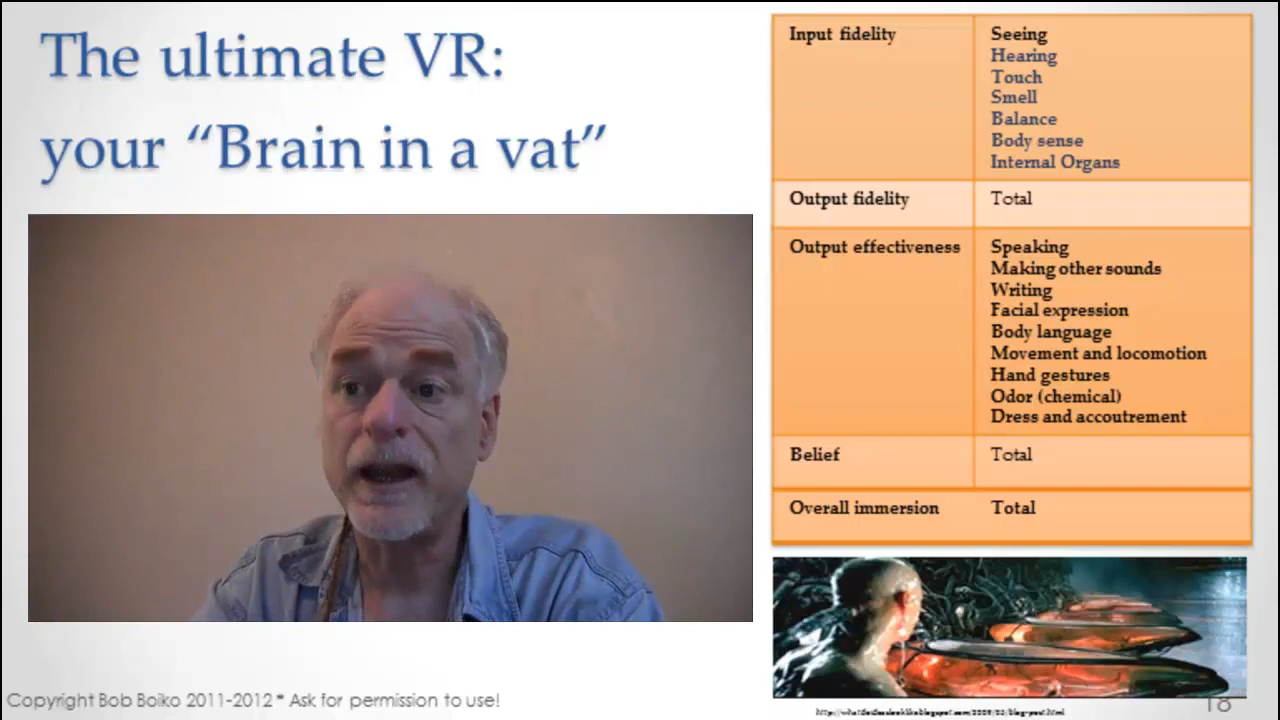 The ultimate VR:
your “Brain in a vat”
Input fidelity
Seeing
Hearing
Touch
Smell
Balance
Body sense
Internal Organs
Output fidelity
Total
Output effectiveness
Speaking
Making other sounds
Writing
Facial expression
Body language
Movement and locomotion
Hand gestures
Odor (chemical)
Dress and accoutrement
Belief
Total
Overall immersion
Total
Copyright Bob Boiko 2011-2012 * Ask for permission to use!
18